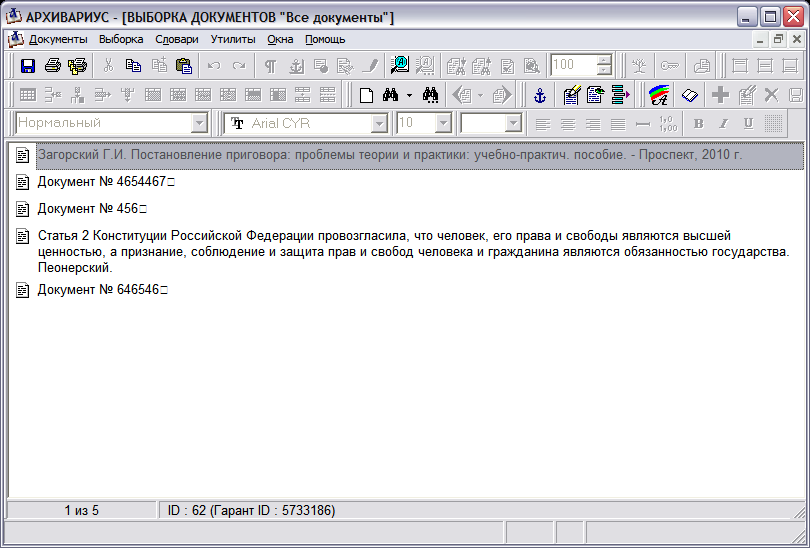 АРХИВАРИУС - [ВЫБОРКА ДОКУМЕНТОВ "Все документы"]
Документы Выборка Словари Утилиты Окна Помощь
100
Нормальный Arial CYR 10 B I U
Загорский Г.И. Постановление приговора: проблемы теории и практики: учебно-практич. пособие. - Проспект, 2010 г.
Документ № 4654467
Документ № 456
Статья 2 Конституции Российской Федерации провозгласила, что человек, его права и свободы являются высшей
ценностью, а признание, соблюдение и защита прав и свобод человека и гражданина являются обязанностью государства.
Пеонерский.
Документ № 646546
1 из 5 ID : 62 (Гарант ID : 5733186)